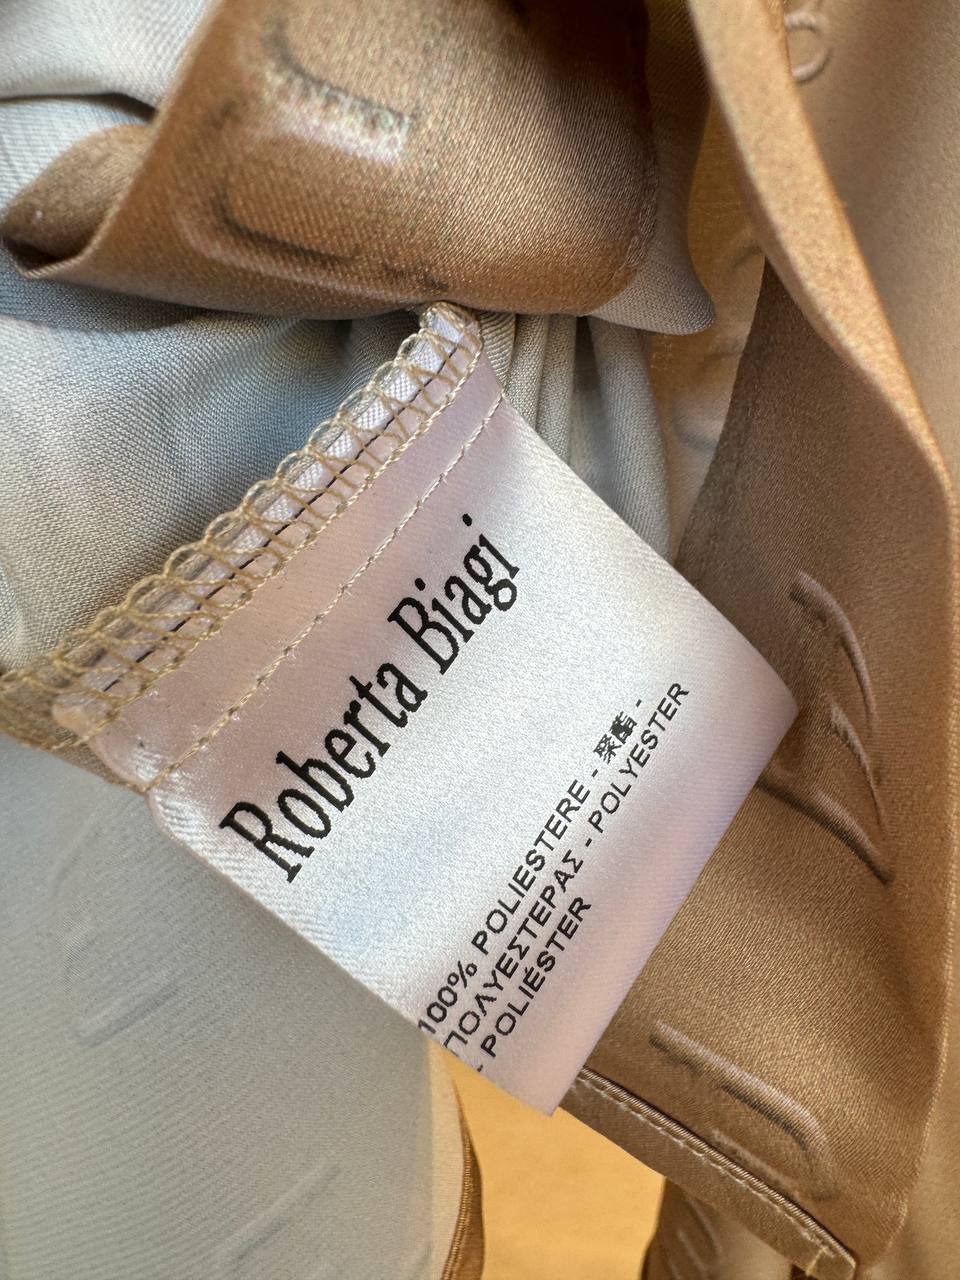 Roberta Biagi
100% POLIESTERE - 聚酯 -
ΠΟΛΥΕΣΤΕΡΑΣ - POLYESTER
- POLIÉSTER